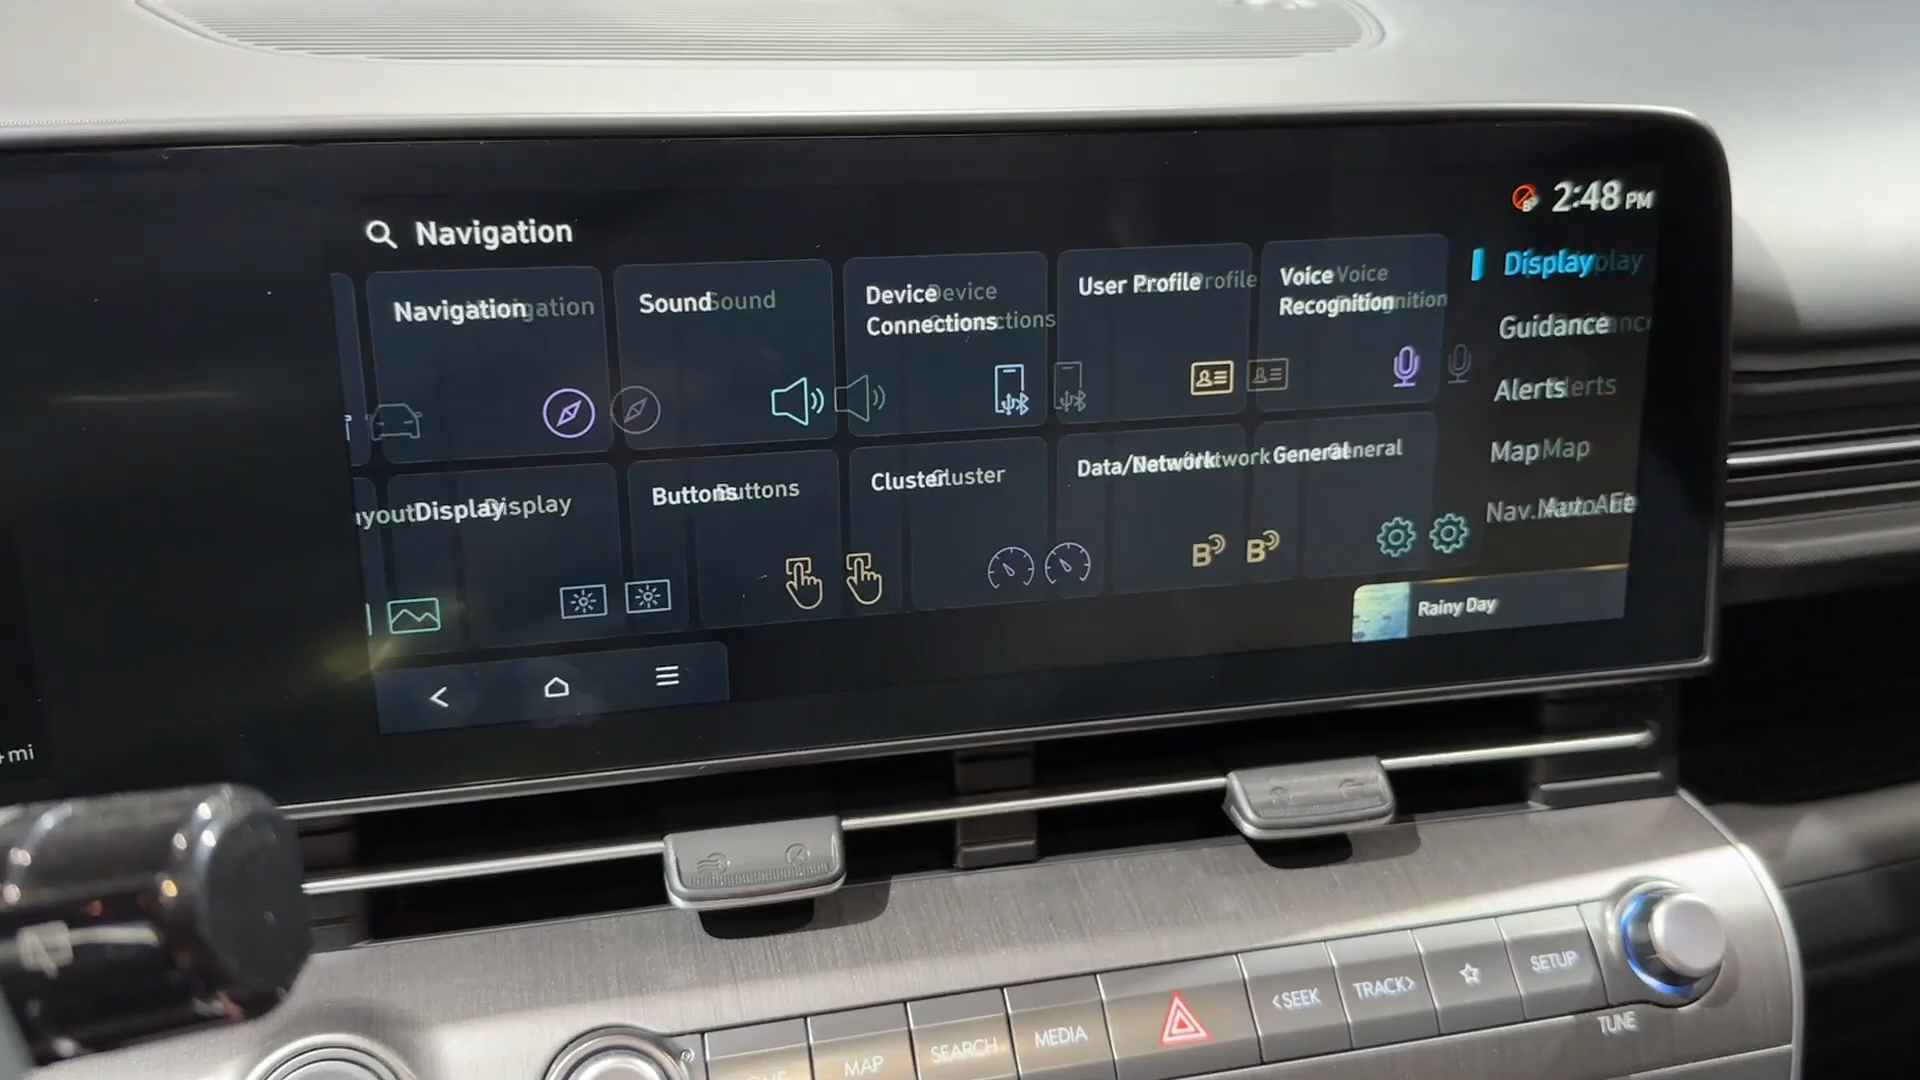 2:48 PM
Navigation
Display
Navigation
Sound
Device
Connections
User Profile
Voice
Recognition
Guidance
Alerts
Map
Display
Buttons
Cluster
Data/Network
General
Nav.
Rainy Day
mi
<SEEK
TRACK>
SETUP
TUNE
MAP
SEARCH
MEDIA